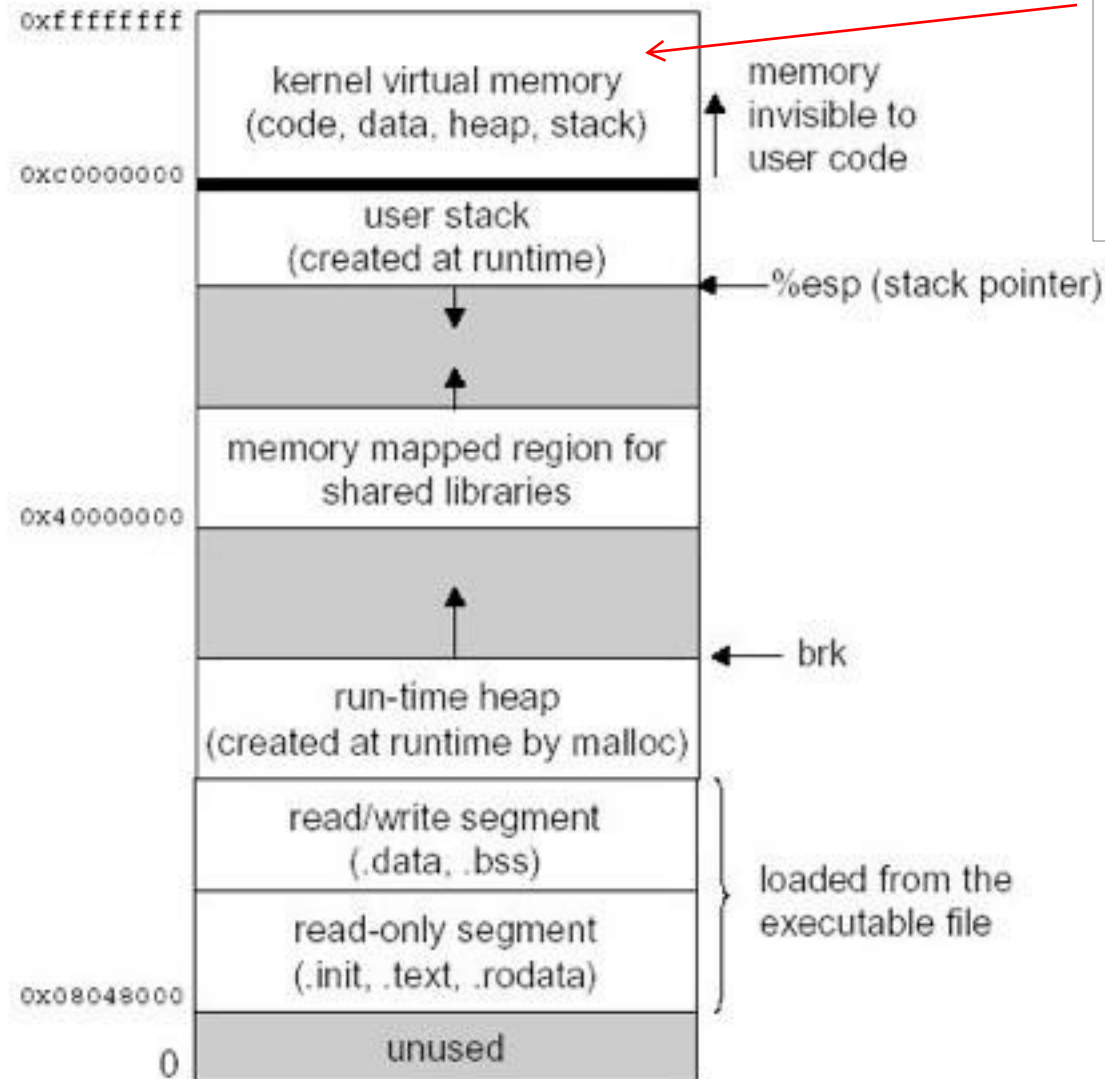 0xffffffff
kernel virtual memory
(code, data, heap, stack)
memory
invisible to
user code
0xc0000000
user stack
(created at runtime)
%esp (stack pointer)
memory mapped region for
shared libraries
0x40000000
brk
run-time heap
(created at runtime by malloc)
read/write segment
(.data, .bss)
loaded from the
executable file
read-only segment
(.init, .text, .rodata)
0x08048000
unused
0